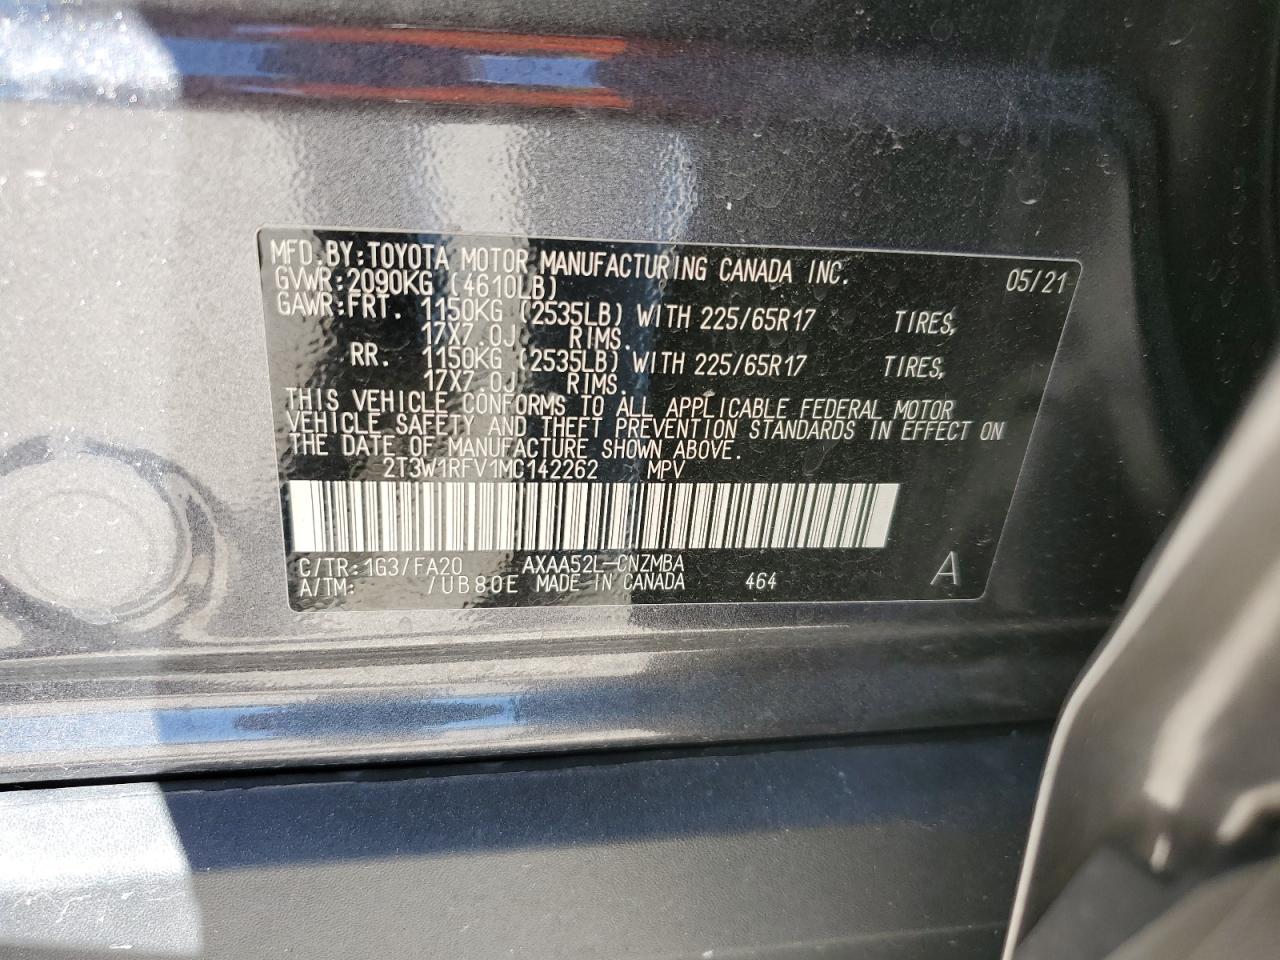 MFD.BY:TOYOTA MOTOR MANUFACTURING CANADA INC. 05/21
GVWR:2090KG (4610LB)
GAWR:FRT. 1150KG (2535LB) WITH 225/65R17 TIRES,
17X7.0J RIMS.
RR. 1150KG (2535LB) WITH 225/65R17 TIRES,
17X7.0J RIMS.
THIS VEHICLE CONFORMS TO ALL APPLICABLE FEDERAL MOTOR
VEHICLE SAFETY AND THEFT PREVENTION STANDARDS IN EFFECT ON
THE DATE OF MANUFACTURE SHOWN ABOVE.
2T3W1RFV1MC142262 MPV
C/TR:1G3/FA20 AXAA52L-CNZMBA
A/TM: /UB80E MADE IN CANADA 464 A